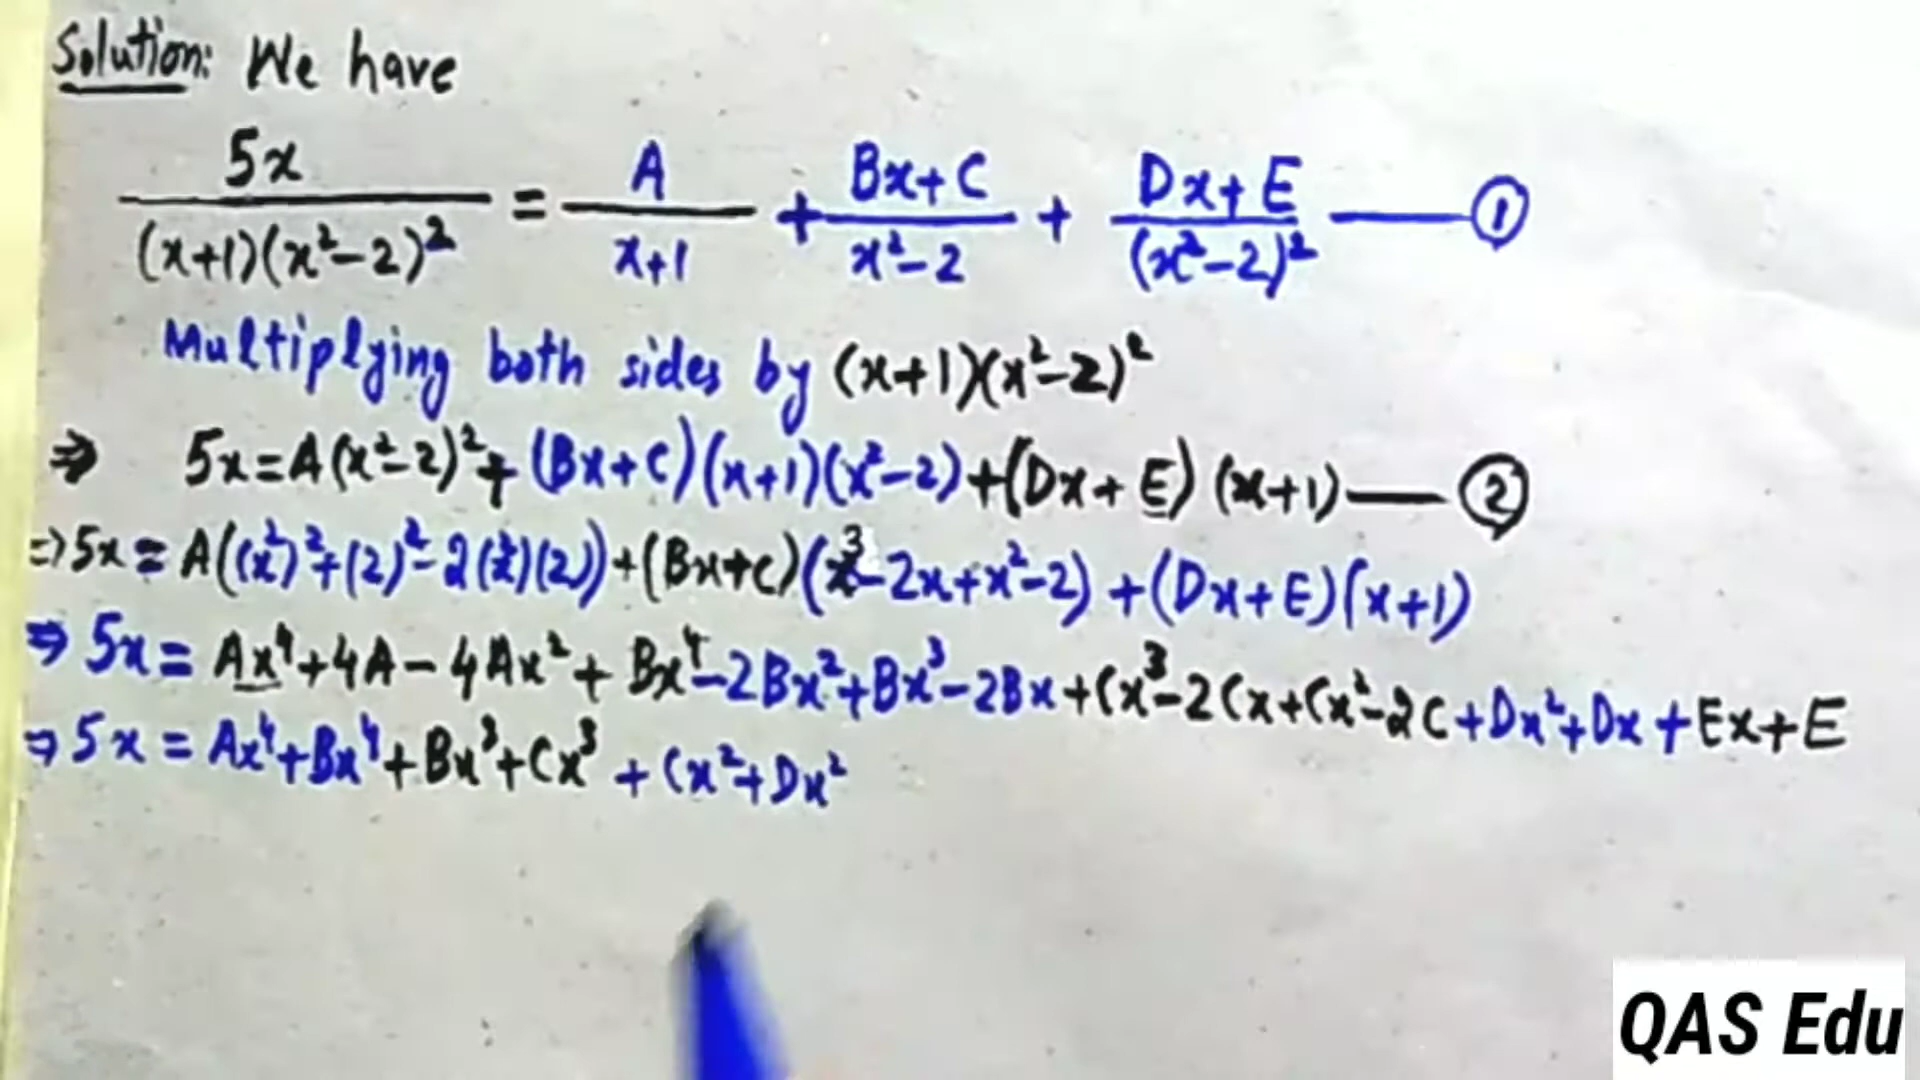 Solution: We have
5x/((x+1)(x²-2)²) = A/(x+1) + (Bx+C)/(x²-2) + (Dx+E)/(x²-2)² —— ①
Multiplying both sides by (x+1)(x²-2)²
⇒ 5x=A(x²-2)²+(Bx+C)(x+1)(x²-2)+(Dx+E)(x+1) —— ②
⇒5x = A((x²)²+(2)²-2(x²)(2))+(Bx+C)(x³-2x+x²-2)+(Dx+E)(x+1)
⇒ 5x = Ax⁴+4A-4Ax²+Bx⁴-2Bx²+Bx³-2Bx+Cx³-2Cx+Cx²-2C+Dx²+Dx+Ex+E
⇒ 5x = Ax⁴+Bx⁴+Bx³+Cx³+Cx²+Dx²
QAS Edu